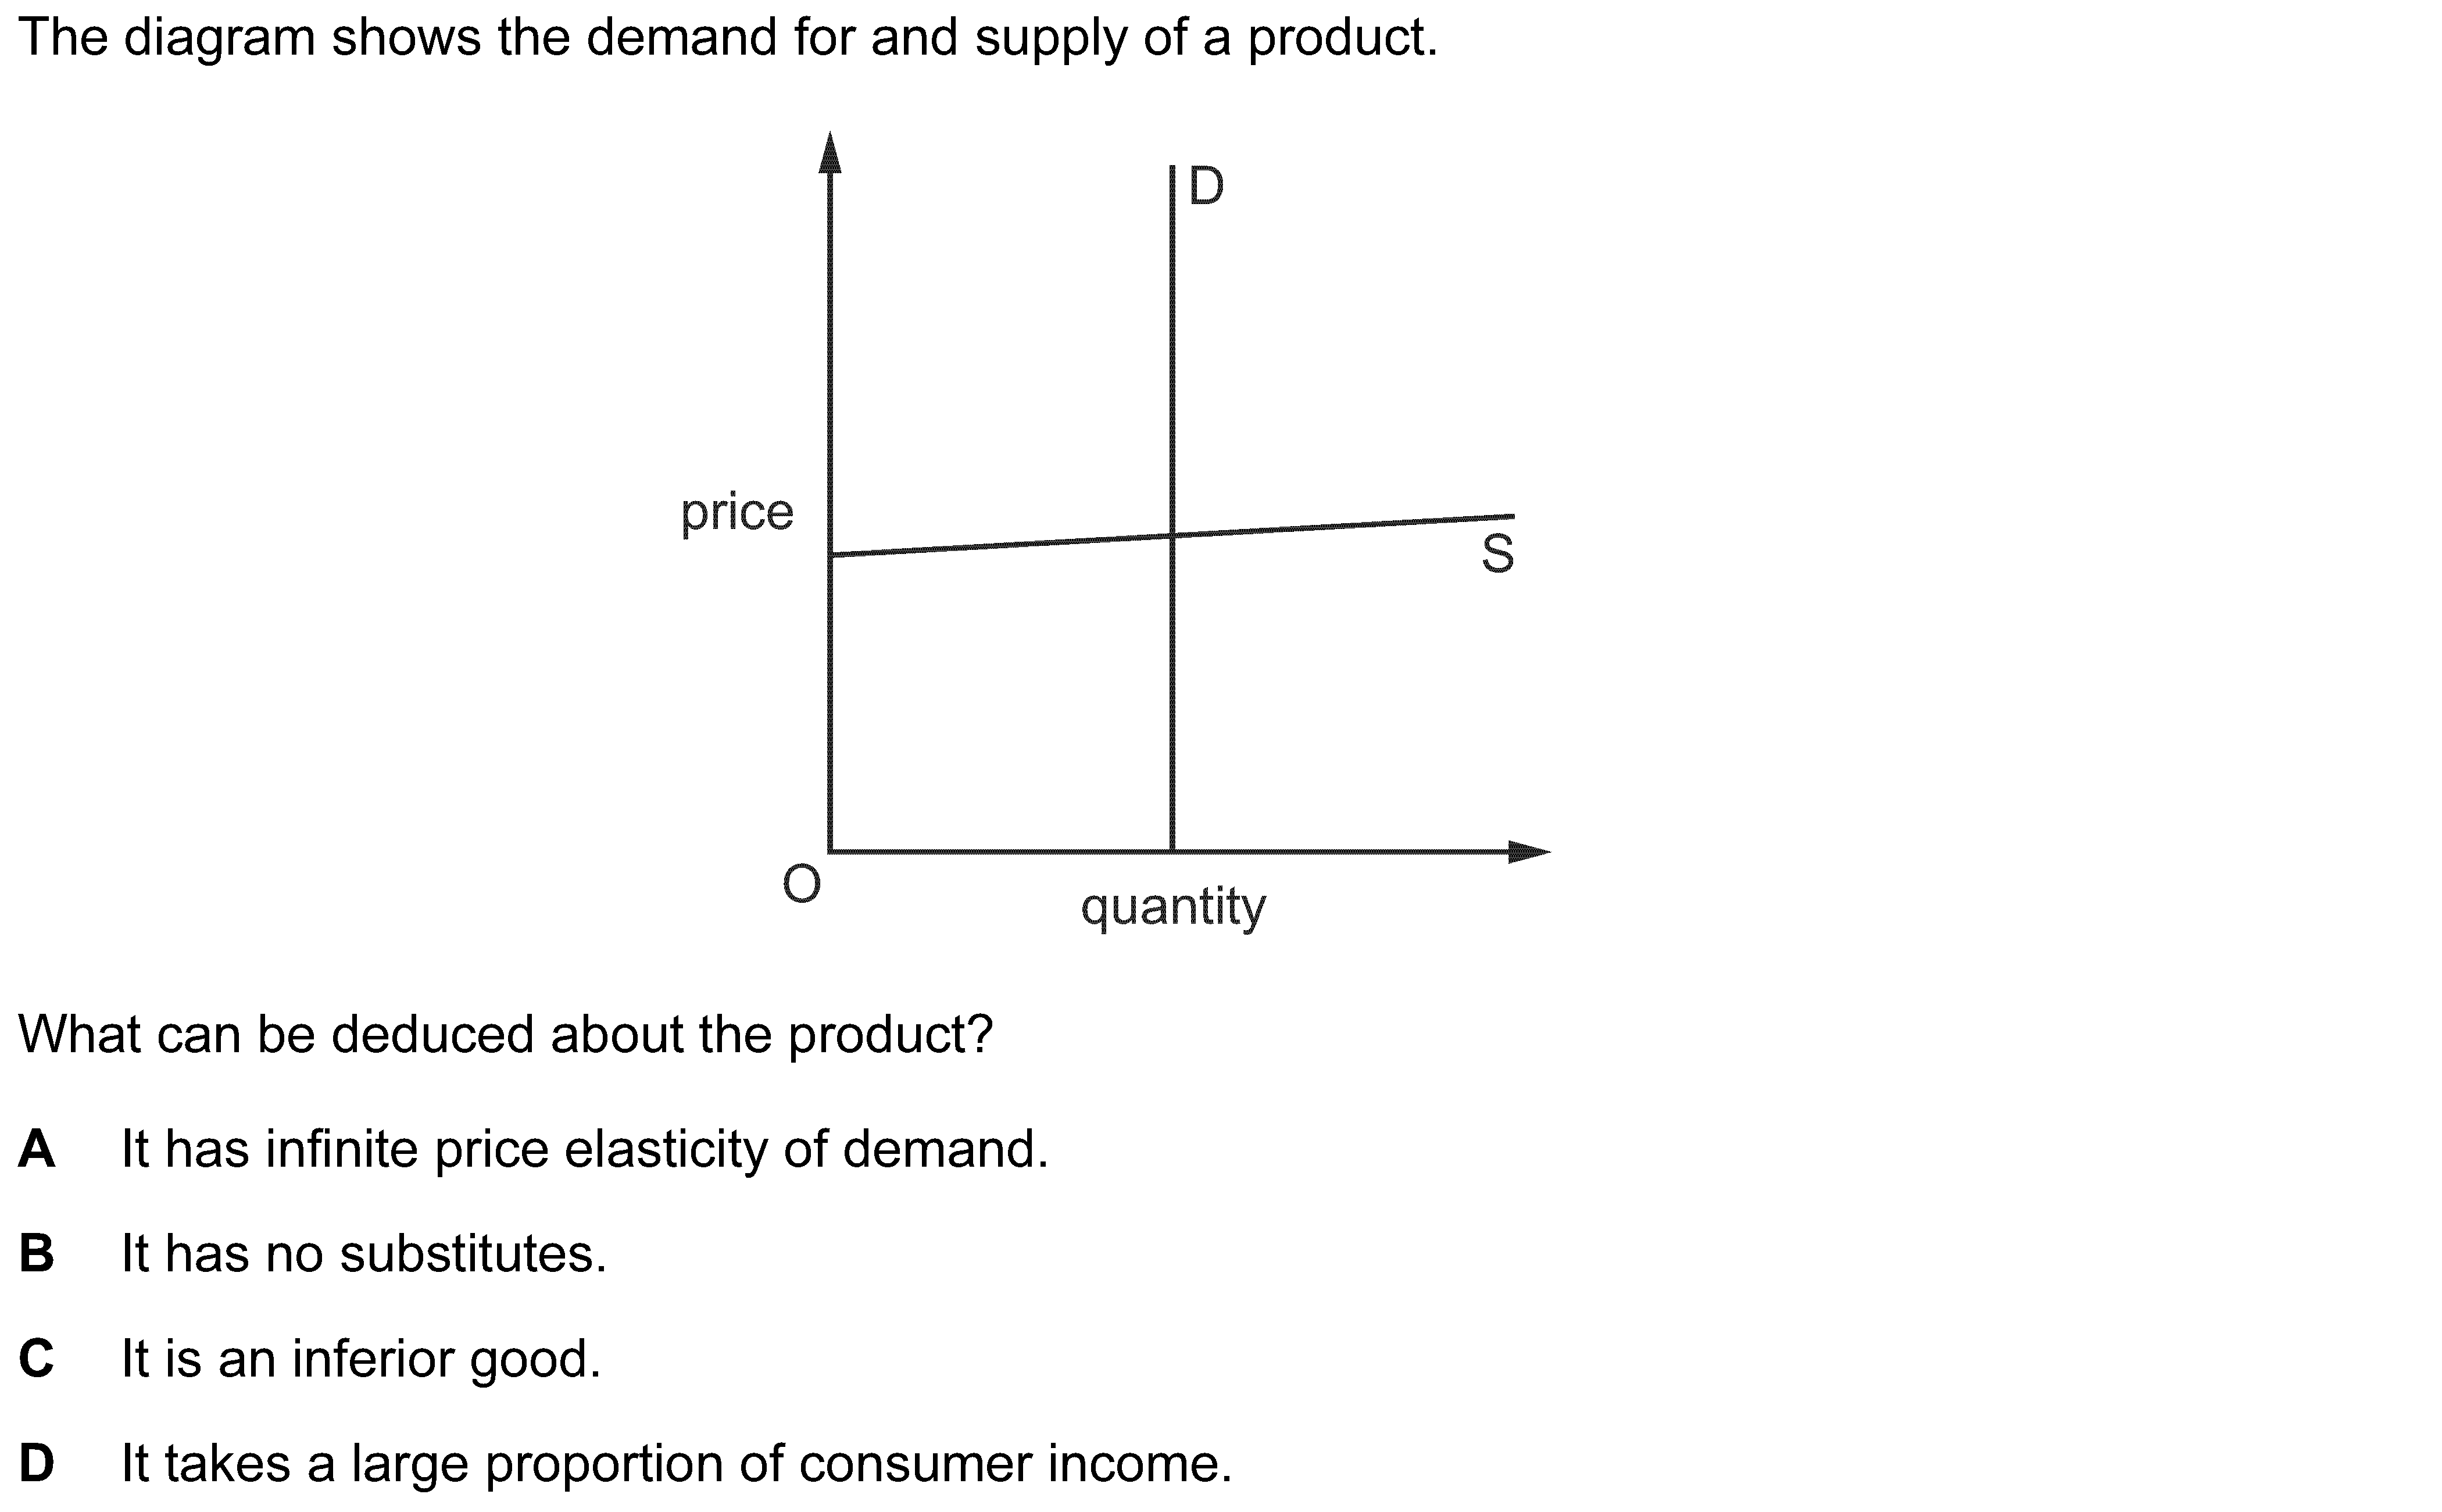 The diagram shows the demand for and supply of a product.
D
price
S
O
quantity
What can be deduced about the product?
A It has infinite price elasticity of demand.
B It has no substitutes.
C It is an inferior good.
D It takes a large proportion of consumer income.